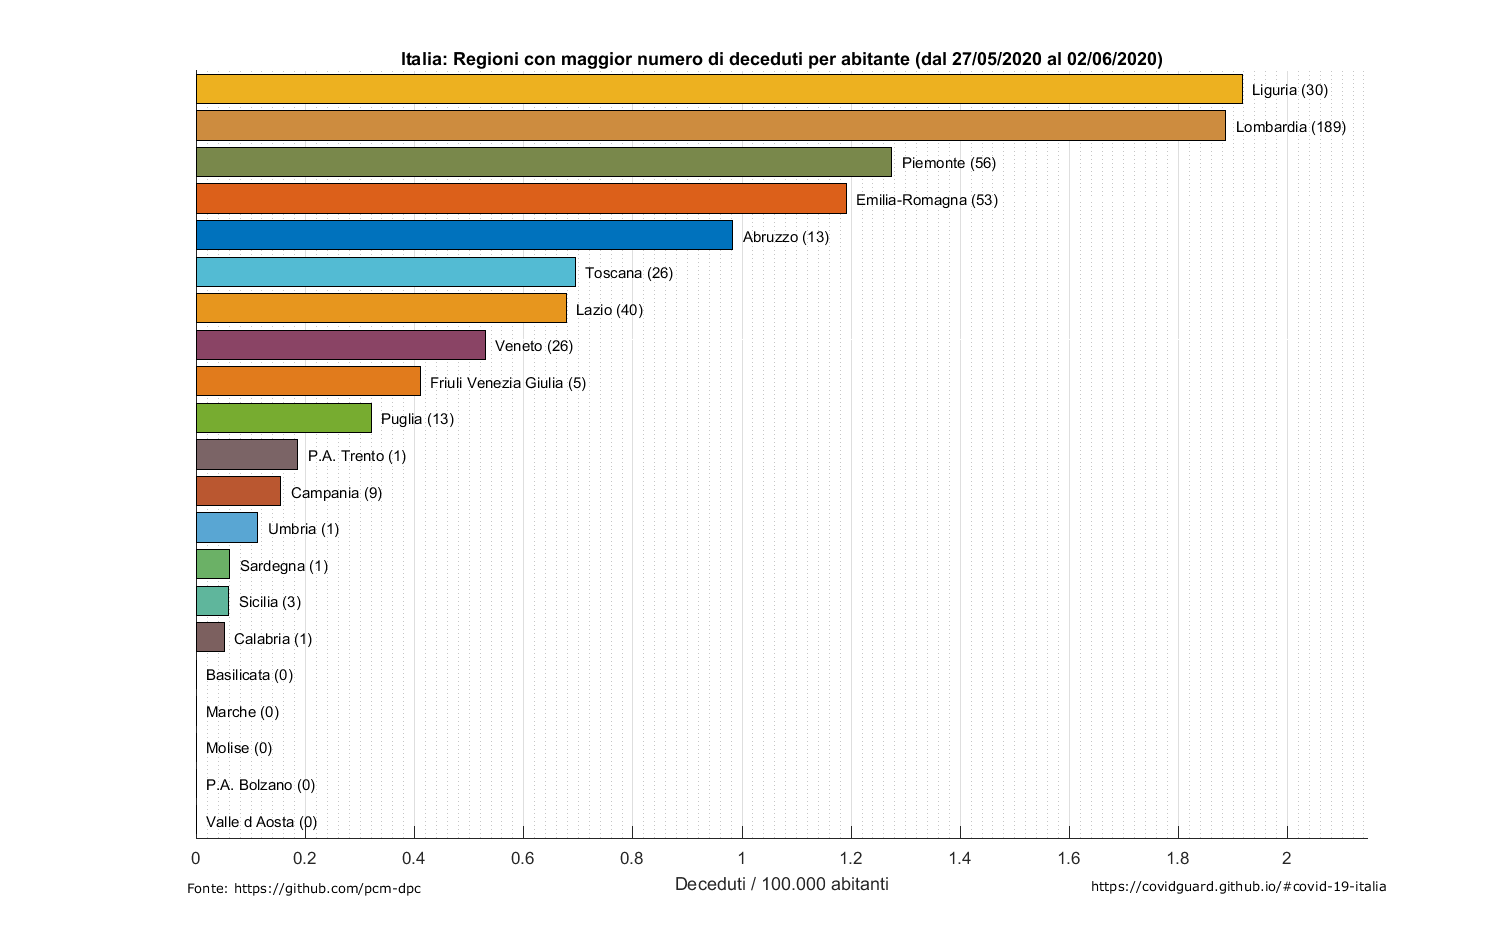 Italia: Regioni con maggior numero di deceduti per abitante (dal 27/05/2020 al 02/06/2020)
Liguria (30)
Lombardia (189)
Piemonte (56)
Emilia-Romagna (53)
Abruzzo (13)
Toscana (26)
Lazio (40)
Veneto (26)
Friuli Venezia Giulia (5)
Puglia (13)
P.A. Trento (1)
Campania (9)
Umbria (1)
Sardegna (1)
Sicilia (3)
Calabria (1)
Basilicata (0)
Marche (0)
Molise (0)
P.A. Bolzano (0)
Valle d Aosta (0)
0 0.2 0.4 0.6 0.8 1 1.2 1.4 1.6 1.8 2
Deceduti / 100.000 abitanti
Fonte: https://github.com/pcm-dpc
https://covidguard.github.io/#covid-19-italia